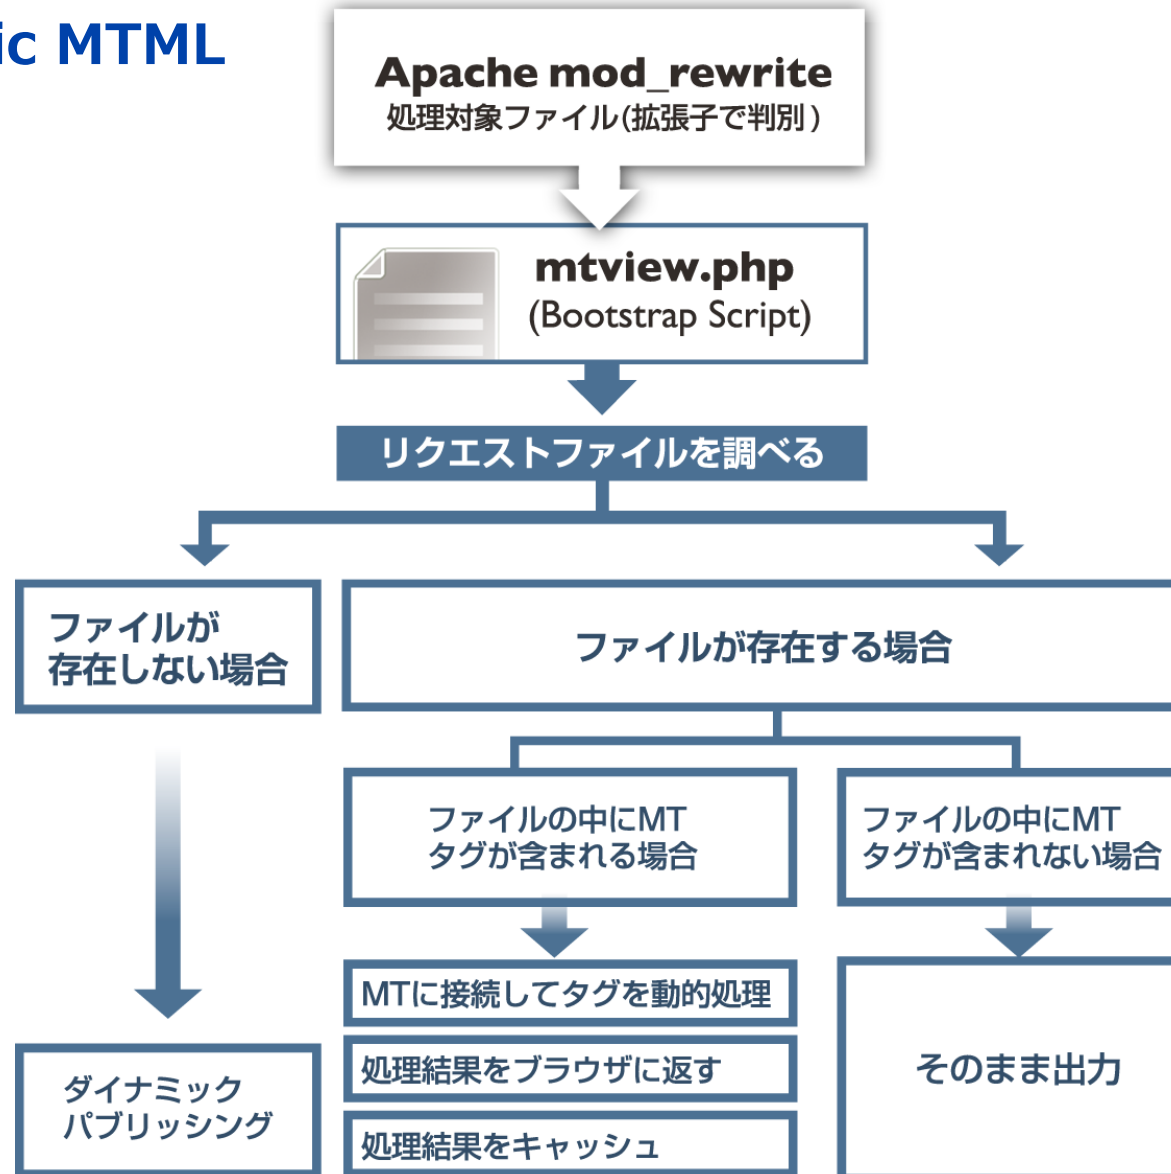 ic MTML
Apache mod_rewrite
処理対象ファイル(拡張子で判別)
mtview.php
(Bootstrap Script)
リクエストファイルを調べる
ファイルが
存在しない場合
ファイルが存在する場合
ファイルの中にMT
タグが含まれる場合
ファイルの中にMT
タグが含まれない場合
MTに接続してタグを動的処理
処理結果をブラウザに返す
処理結果をキャッシュ
そのまま出力
ダイナミック
パブリッシング